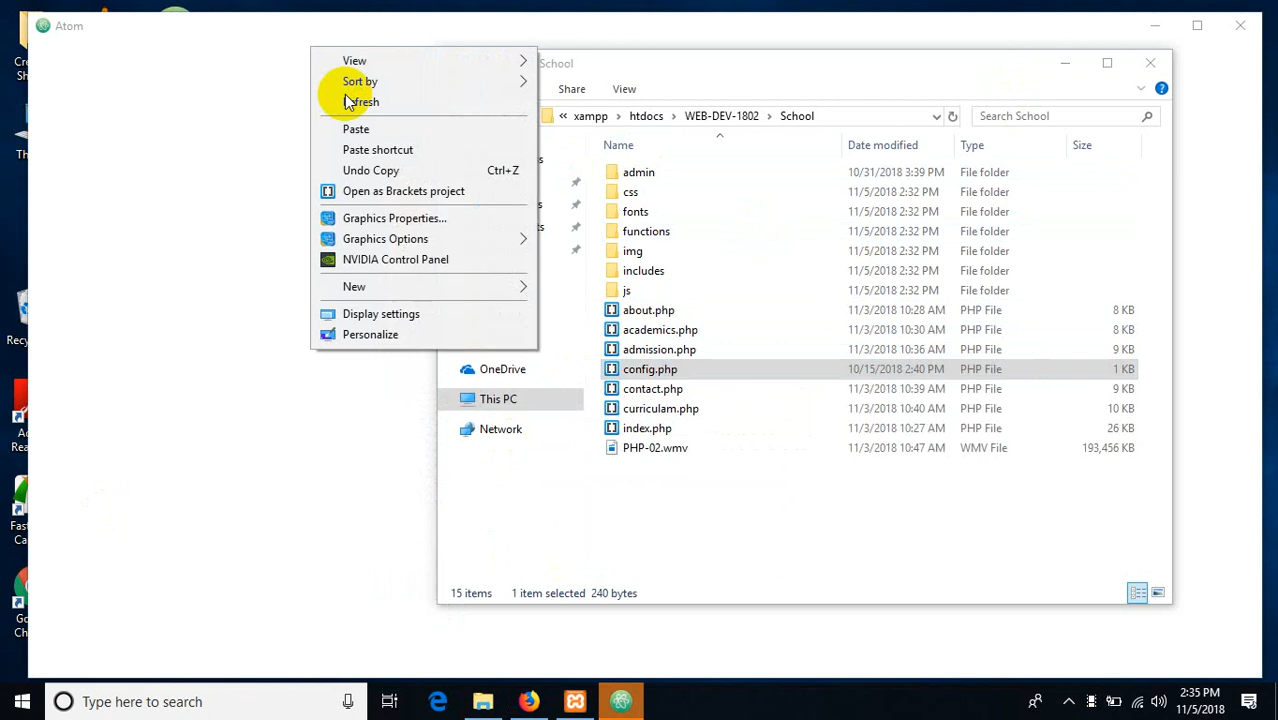 Atom
View
Sort by
Refresh
Paste
Paste shortcut
Undo Copy Ctrl+Z
Open as Brackets project
Graphics Properties...
Graphics Options
NVIDIA Control Panel
New
Display settings
Personalize
School
Share View
« xampp htdocs WEB-DEV-1802 School Search School
Name Date modified Type Size
admin 10/31/2018 3:39 PM File folder
css 11/5/2018 2:32 PM File folder
fonts 11/5/2018 2:32 PM File folder
functions 11/5/2018 2:32 PM File folder
img 11/5/2018 2:32 PM File folder
includes 11/5/2018 2:32 PM File folder
js 11/5/2018 2:32 PM File folder
about.php 11/3/2018 10:28 AM PHP File 8 KB
academics.php 11/3/2018 10:30 AM PHP File 8 KB
admission.php 11/3/2018 10:36 AM PHP File 9 KB
config.php 10/15/2018 2:40 PM PHP File 1 KB
contact.php 11/3/2018 10:39 AM PHP File 9 KB
curriculam.php 11/3/2018 10:40 AM PHP File 10 KB
index.php 11/3/2018 10:27 AM PHP File 26 KB
PHP-02.wmv 11/3/2018 10:47 AM WMV File 193,456 KB
OneDrive
This PC
Network
15 items 1 item selected 240 bytes
Type here to search
2:35 PM
11/5/2018